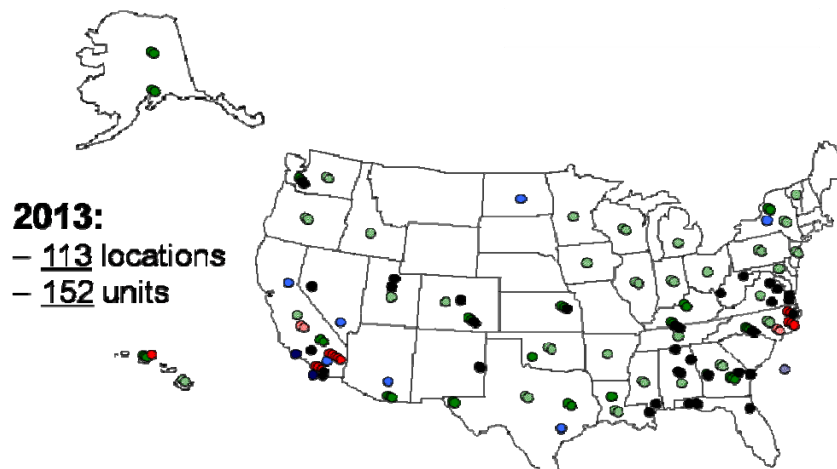 2013:
– 113 locations
– 152 units